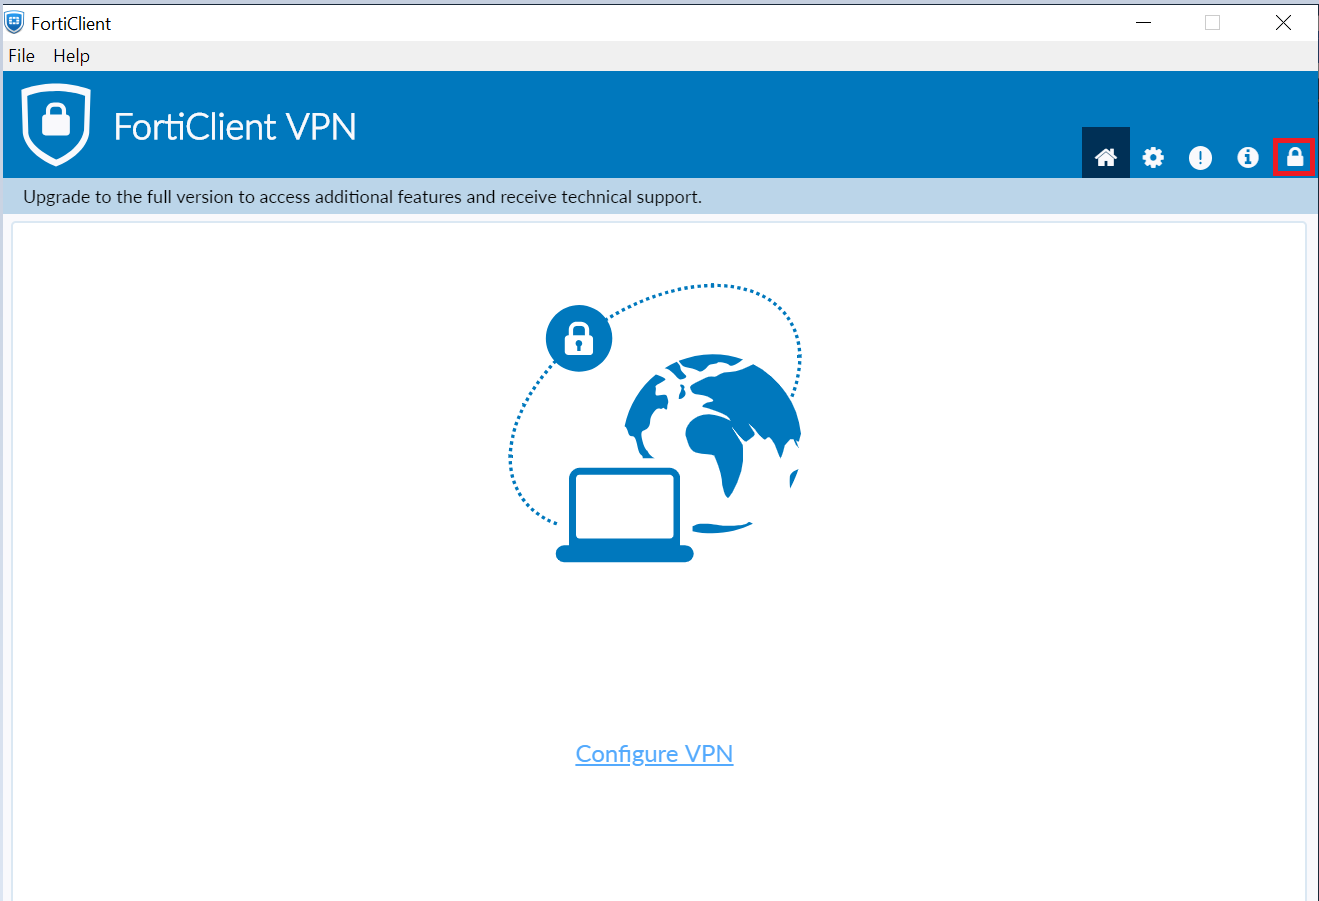 FortiClient
File Help
FortiClient VPN
Upgrade to the full version to access additional features and receive technical support.
Configure VPN